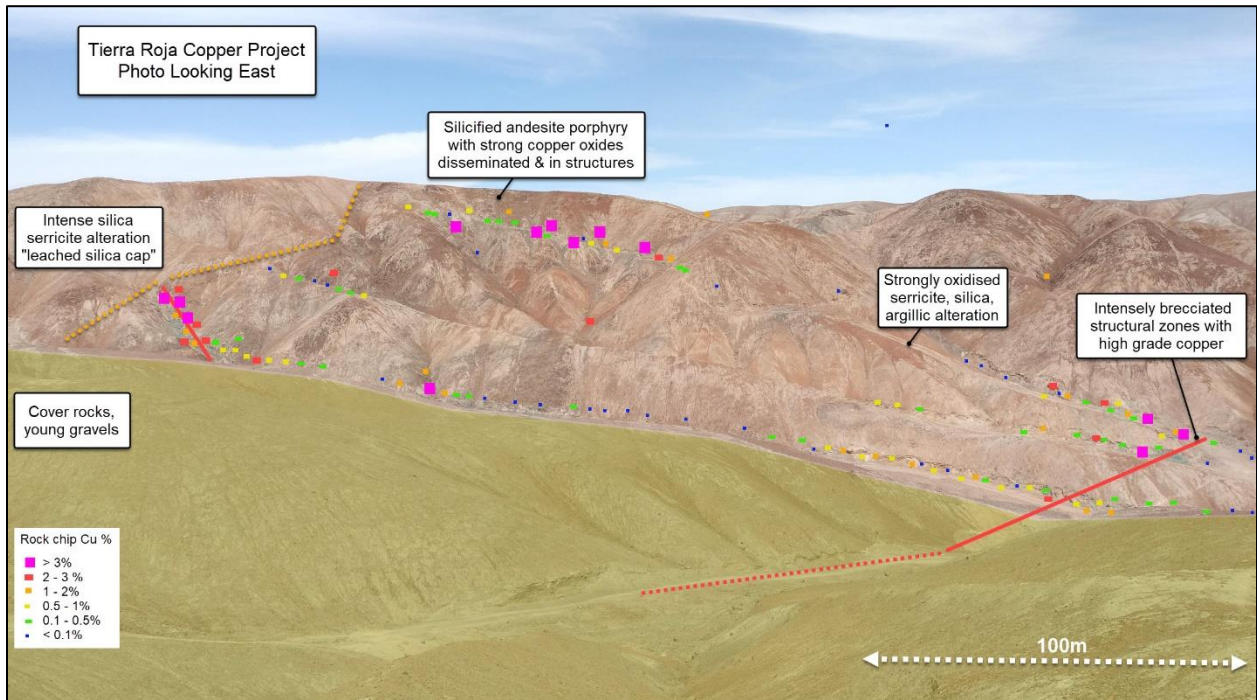 Tierra Roja Copper Project
Photo Looking East
Silicified andesite porphyry
with strong copper oxides
disseminated & in structures
Intense silica
serricite alteration
"leached silica cap"
Strongly oxidised
serricite, silica,
argillic alteration
Intensely brecciated
structural zones with
high grade copper
Cover rocks,
young gravels
Rock chip Cu %
> 3%
2 - 3 %
1 - 2%
0.5 - 1%
0.1 - 0.5%
< 0.1%
100m